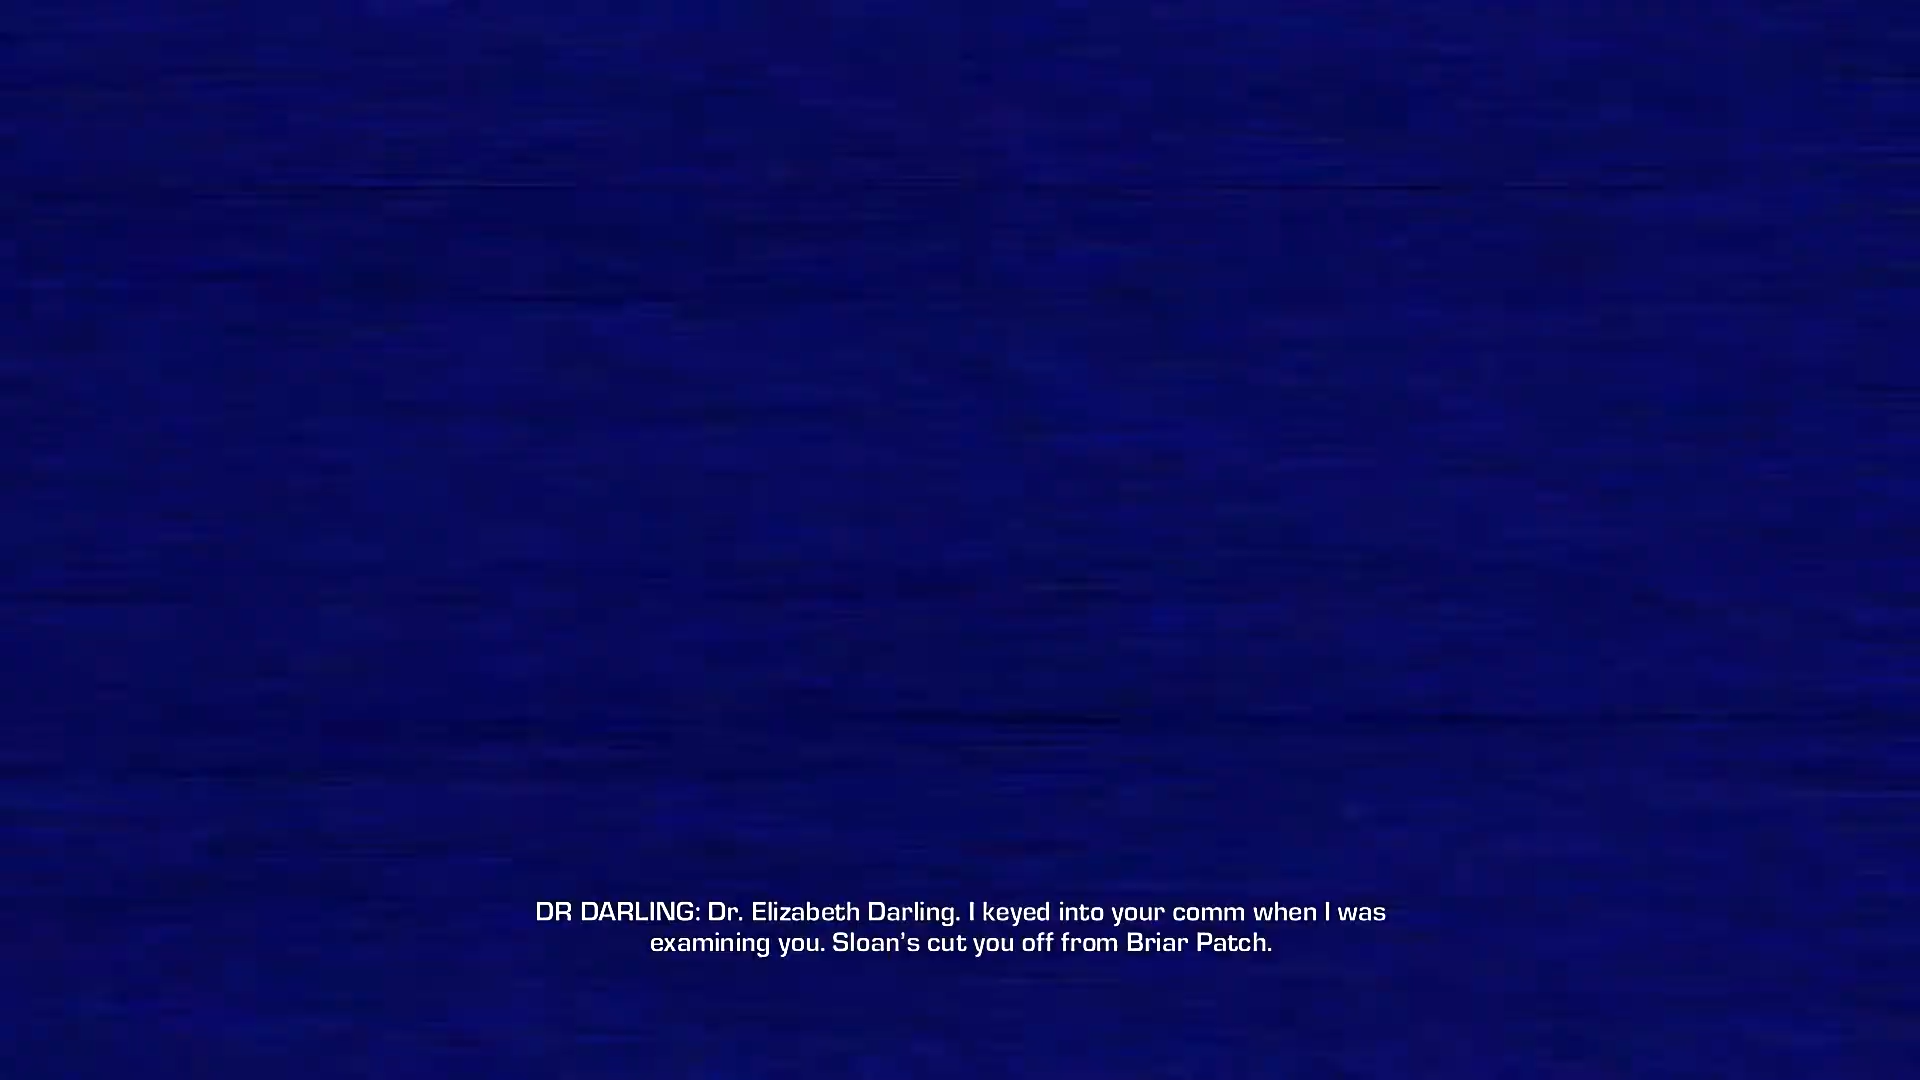 DR DARLING: Dr. Elizabeth Darling. I keyed into your comm when I was
examining you. Sloan’s cut you off from Briar Patch.